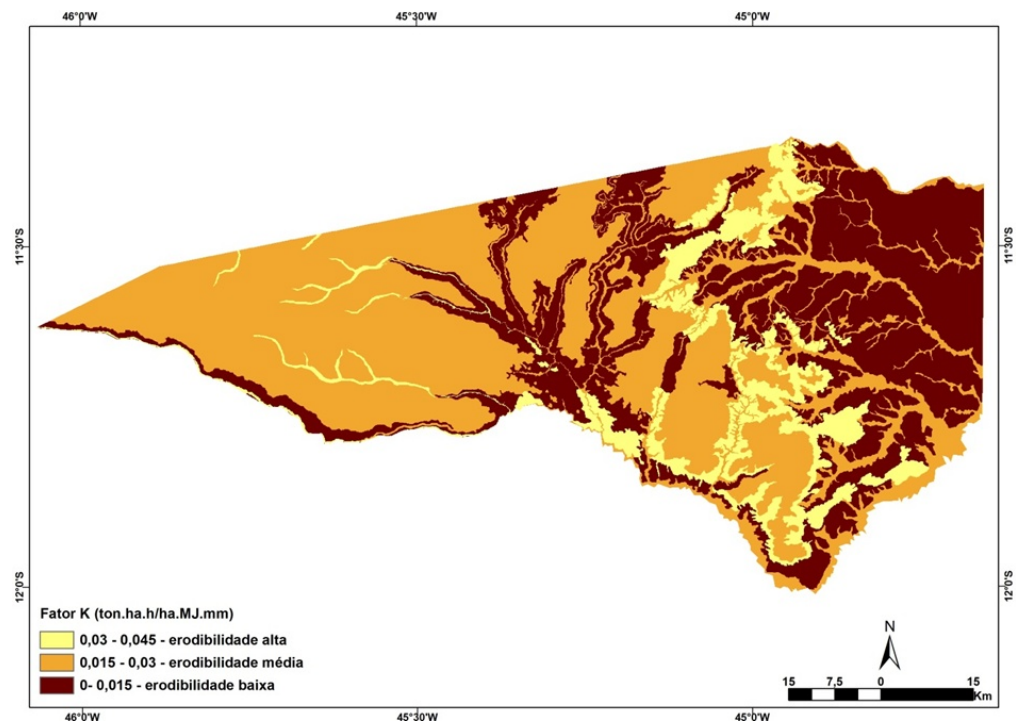 46°0'W 45°30'W 45°0'W
11°30'S 11°30'S
12°0'S 12°0'S
Fator K (ton.ha.h/ha.MJ.mm)
0,03 - 0,045 - erodibilidade alta
0,015 - 0,03 - erodibilidade média
0- 0,015 - erodibilidade baixa
N
15 7,5 0 15
Km
46°0'W 45°30'W 45°0'W